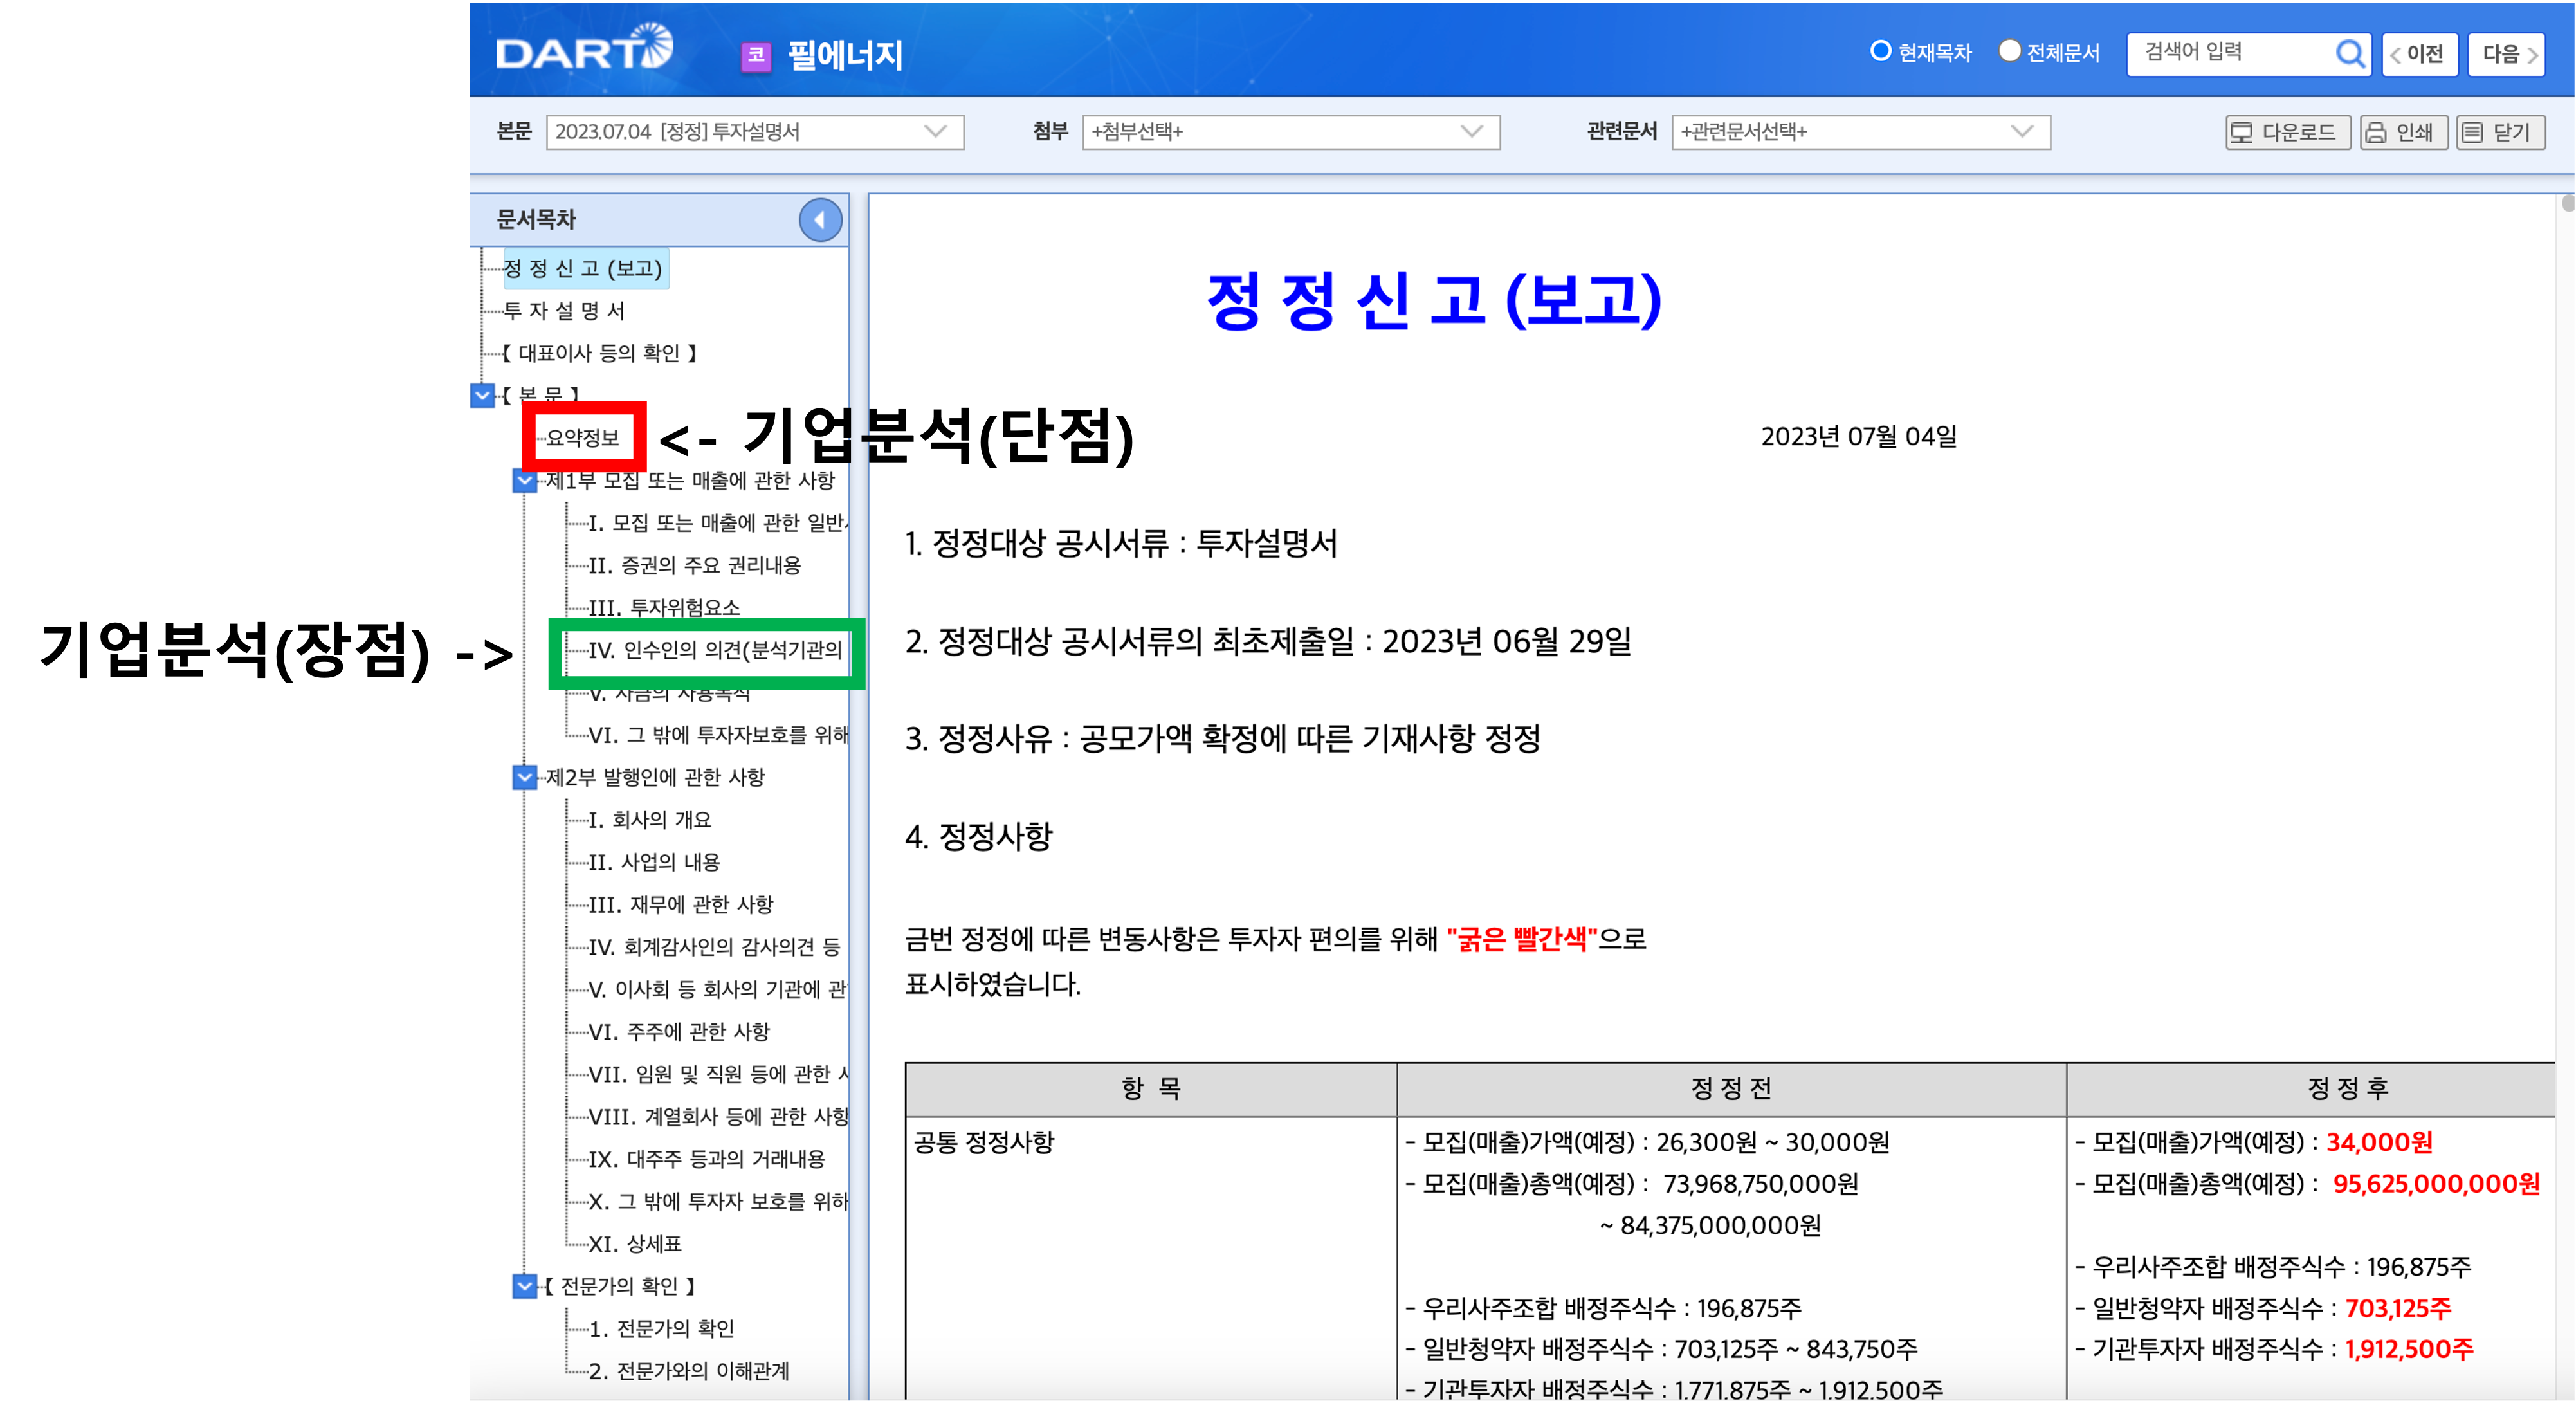 DART 코 필에너지 현재목차 전체문서 검색어 입력 이전 다음
본문 2023.07.04 [정정] 투자설명서 첨부 +첨부선택+ 관련문서 +관련문서선택+ 다운로드 인쇄 닫기
문서목차
정 정 신 고 (보고)
투 자 설 명 서
【 대표이사 등의 확인 】
【 본 문 】
요약정보
<- 기업분석(단점)
제1부 모집 또는 매출에 관한 사항
I. 모집 또는 매출에 관한 일반
II. 증권의 주요 권리내용
III. 투자위험요소
기업분석(장점) ->
IV. 인수인의 의견(분석기관의
V. 자금의 사용목적
VI. 그 밖에 투자자보호를 위해
제2부 발행인에 관한 사항
I. 회사의 개요
II. 사업의 내용
III. 재무에 관한 사항
IV. 회계감사인의 감사의견 등
V. 이사회 등 회사의 기관에 관
VI. 주주에 관한 사항
VII. 임원 및 직원 등에 관한
VIII. 계열회사 등에 관한 사항
IX. 대주주 등과의 거래내용
X. 그 밖에 투자자 보호를 위하
XI. 상세표
【 전문가의 확인 】
1. 전문가의 확인
2. 전문가와의 이해관계
정 정 신 고 (보고)
2023년 07월 04일
1. 정정대상 공시서류 : 투자설명서
2. 정정대상 공시서류의 최초제출일 : 2023년 06월 29일
3. 정정사유 : 공모가액 확정에 따른 기재사항 정정
4. 정정사항
금번 정정에 따른 변동사항은 투자자 편의를 위해 "굵은 빨간색"으로
표시하였습니다.
항 목 정 정 전 정 정 후
공통 정정사항
- 모집(매출)가액(예정) : 26,300원 ~ 30,000원
- 모집(매출)총액(예정) : 73,968,750,000원
~ 84,375,000,000원
- 우리사주조합 배정주식수 : 196,875주
- 일반청약자 배정주식수 : 703,125주 ~ 843,750주
- 기관투자자 배정주식수 : 1,771,875주 ~ 1,912,500주
- 모집(매출)가액(예정) : 34,000원
- 모집(매출)총액(예정) : 95,625,000,000원
- 우리사주조합 배정주식수 : 196,875주
- 일반청약자 배정주식수 : 703,125주
- 기관투자자 배정주식수 : 1,912,500주